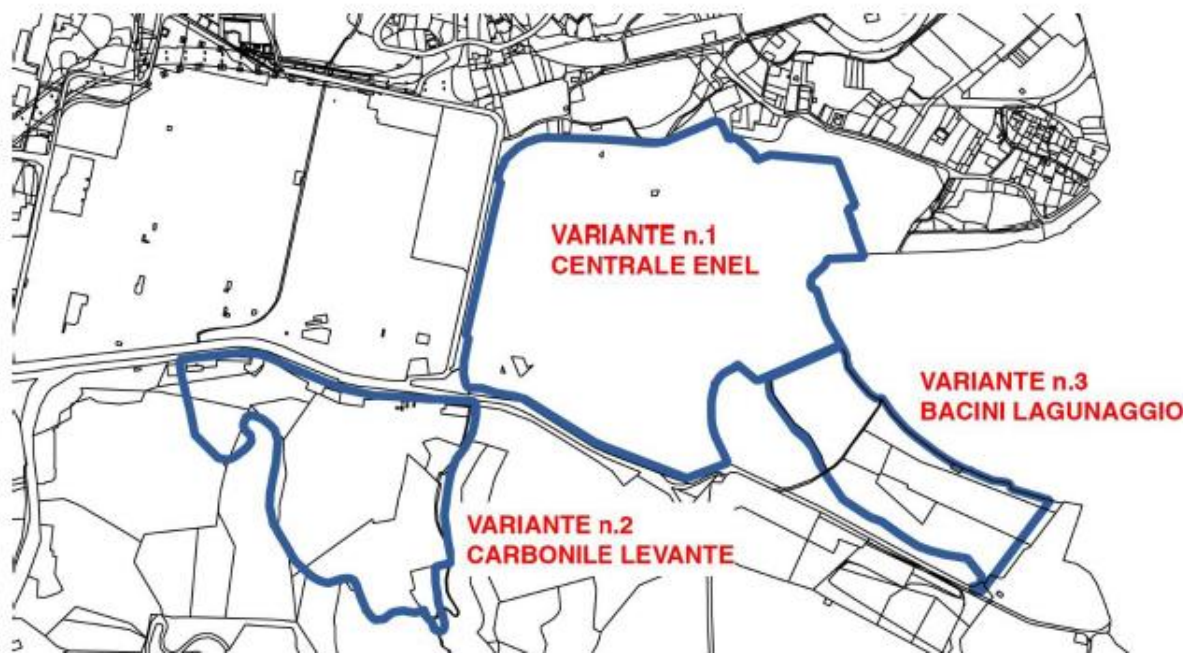 VARIANTE n.1
CENTRALE ENEL
VARIANTE n.3
BACINI LAGUNAGGIO
VARIANTE n.2
CARBONILE LEVANTE